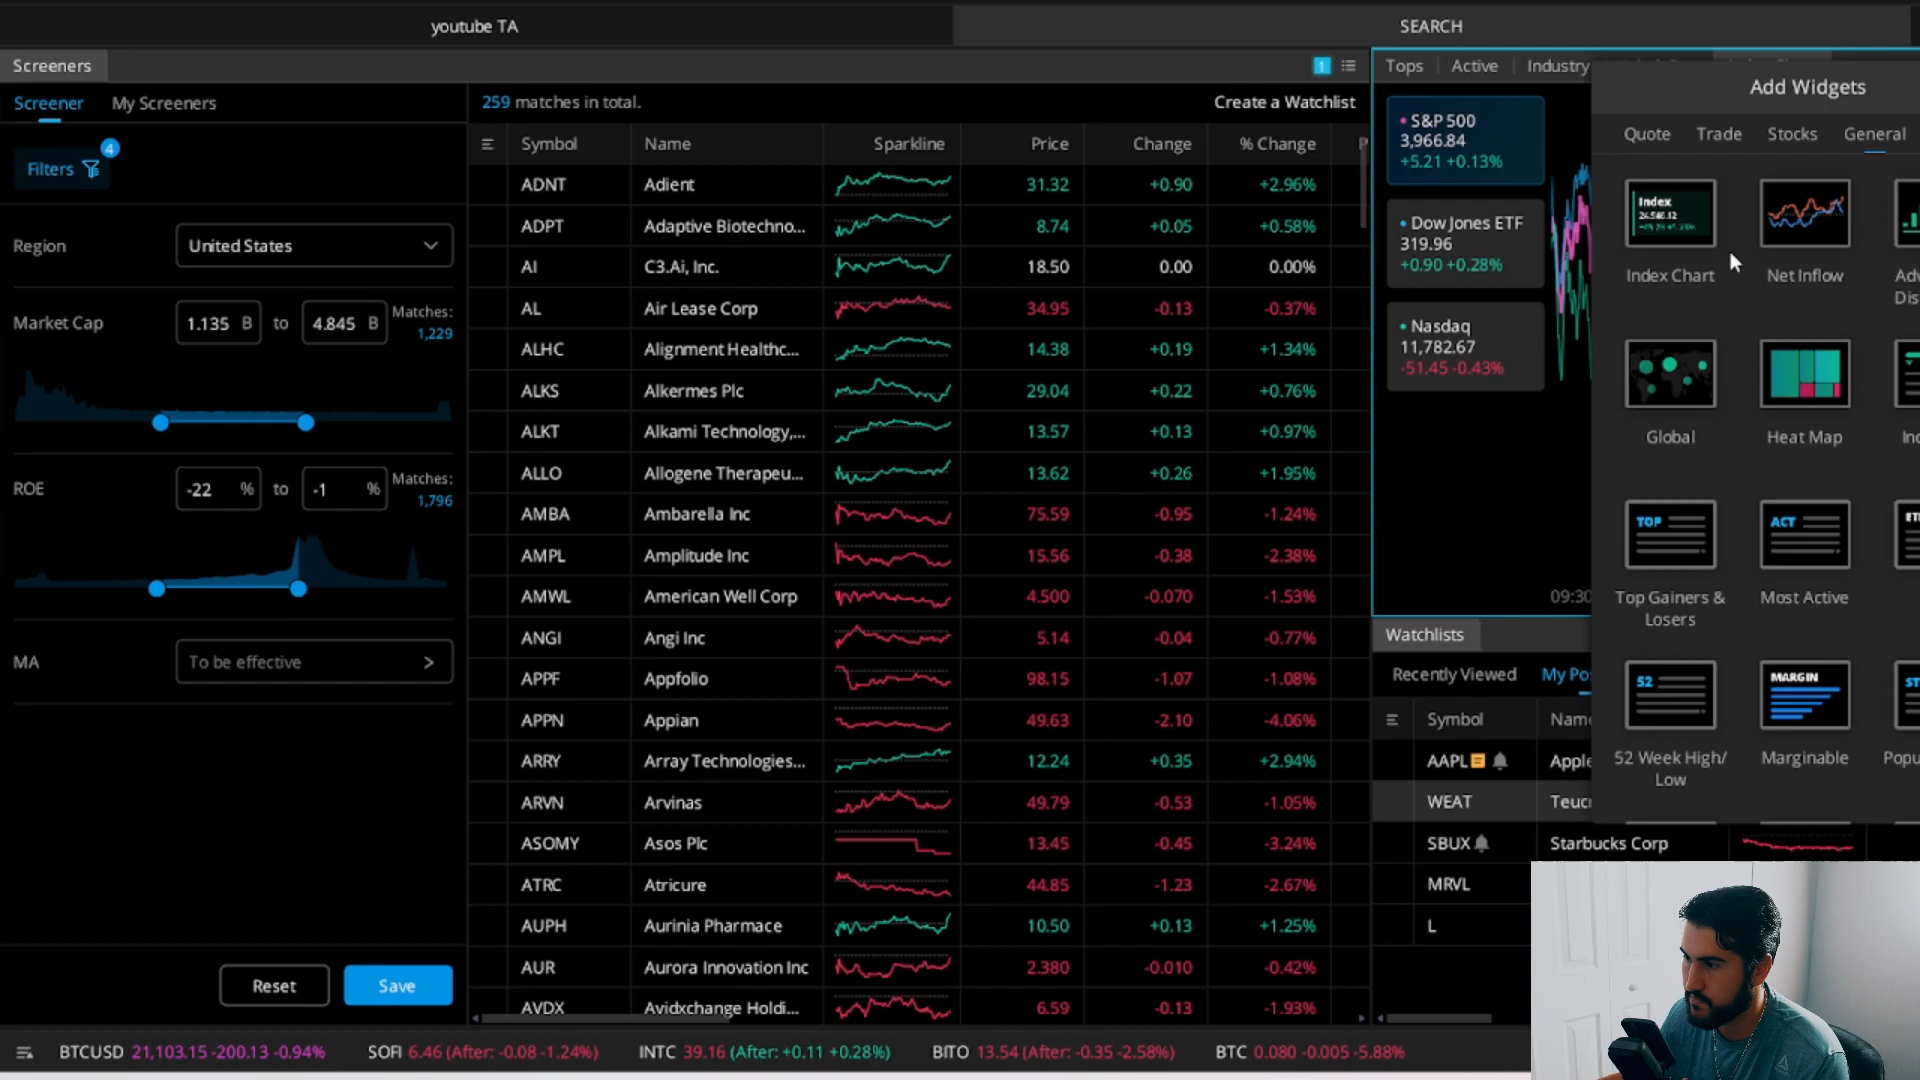 youtube TA
SEARCH
Screeners
1
Tops Active Industry
Add Widgets
Screener My Screeners
259 matches in total.
Create a Watchlist
Quote Trade Stocks General
Filters 4
Symbol Name Sparkline Price Change % Change
S&P 500
3,966.84
+5.21 +0.13%
Dow Jones ETF
319.96
+0.90 +0.28%
Nasdaq
11,782.67
-51.45 -0.43%
09:30
Region United States
Market Cap 1.135 B to 4.845 B Matches:
1,229
ROE -22 % to -1 % Matches:
1,796
MA To be effective >
Reset Save
ADNT Adient 31.32 +0.90 +2.96%
ADPT Adaptive Biotechno... 8.74 +0.05 +0.58%
AI C3.Ai, Inc. 18.50 0.00 0.00%
AL Air Lease Corp 34.95 -0.13 -0.37%
ALHC Alignment Healthc... 14.38 +0.19 +1.34%
ALKS Alkermes Plc 29.04 +0.22 +0.76%
ALKT Alkami Technology,... 13.57 +0.13 +0.97%
ALLO Allogene Therapeu... 13.62 +0.26 +1.95%
AMBA Ambarella Inc 75.59 -0.95 -1.24%
AMPL Amplitude Inc 15.56 -0.38 -2.38%
AMWL American Well Corp 4.500 -0.070 -1.53%
ANGI Angi Inc 5.14 -0.04 -0.77%
APPF Appfolio 98.15 -1.07 -1.08%
APPN Appian 49.63 -2.10 -4.06%
ARRY Array Technologies... 12.24 +0.35 +2.94%
ARVN Arvinas 49.79 -0.53 -1.05%
ASOMY Asos Plc 13.45 -0.45 -3.24%
ATRC Atricure 44.85 -1.23 -2.67%
AUPH Aurinia Pharmace 10.50 +0.13 +1.25%
AUR Aurora Innovation Inc 2.380 -0.010 -0.42%
AVDX Avidxchange Holdi... 6.59 -0.13 -1.93%
Index
Index Chart Net Inflow Adv
Dis
Global Heat Map Ind
TOP ACT ET
Top Gainers &
Losers
Most Active
52 MARGIN ST
52 Week High/
Low
Marginable Popu
Watchlists
Recently Viewed My Pos
Symbol Name
AAPL Apple
WEAT Teuc
SBUX Starbucks Corp
MRVL
L
BTCUSD 21,103.15 -200.13 -0.94% SOFI 6.46 (After: -0.08 -1.24%) INTC 39.16 (After: +0.11 +0.28%) BITO 13.54 (After: -0.35 -2.58%) BTC 0.080 -0.005 -5.88%